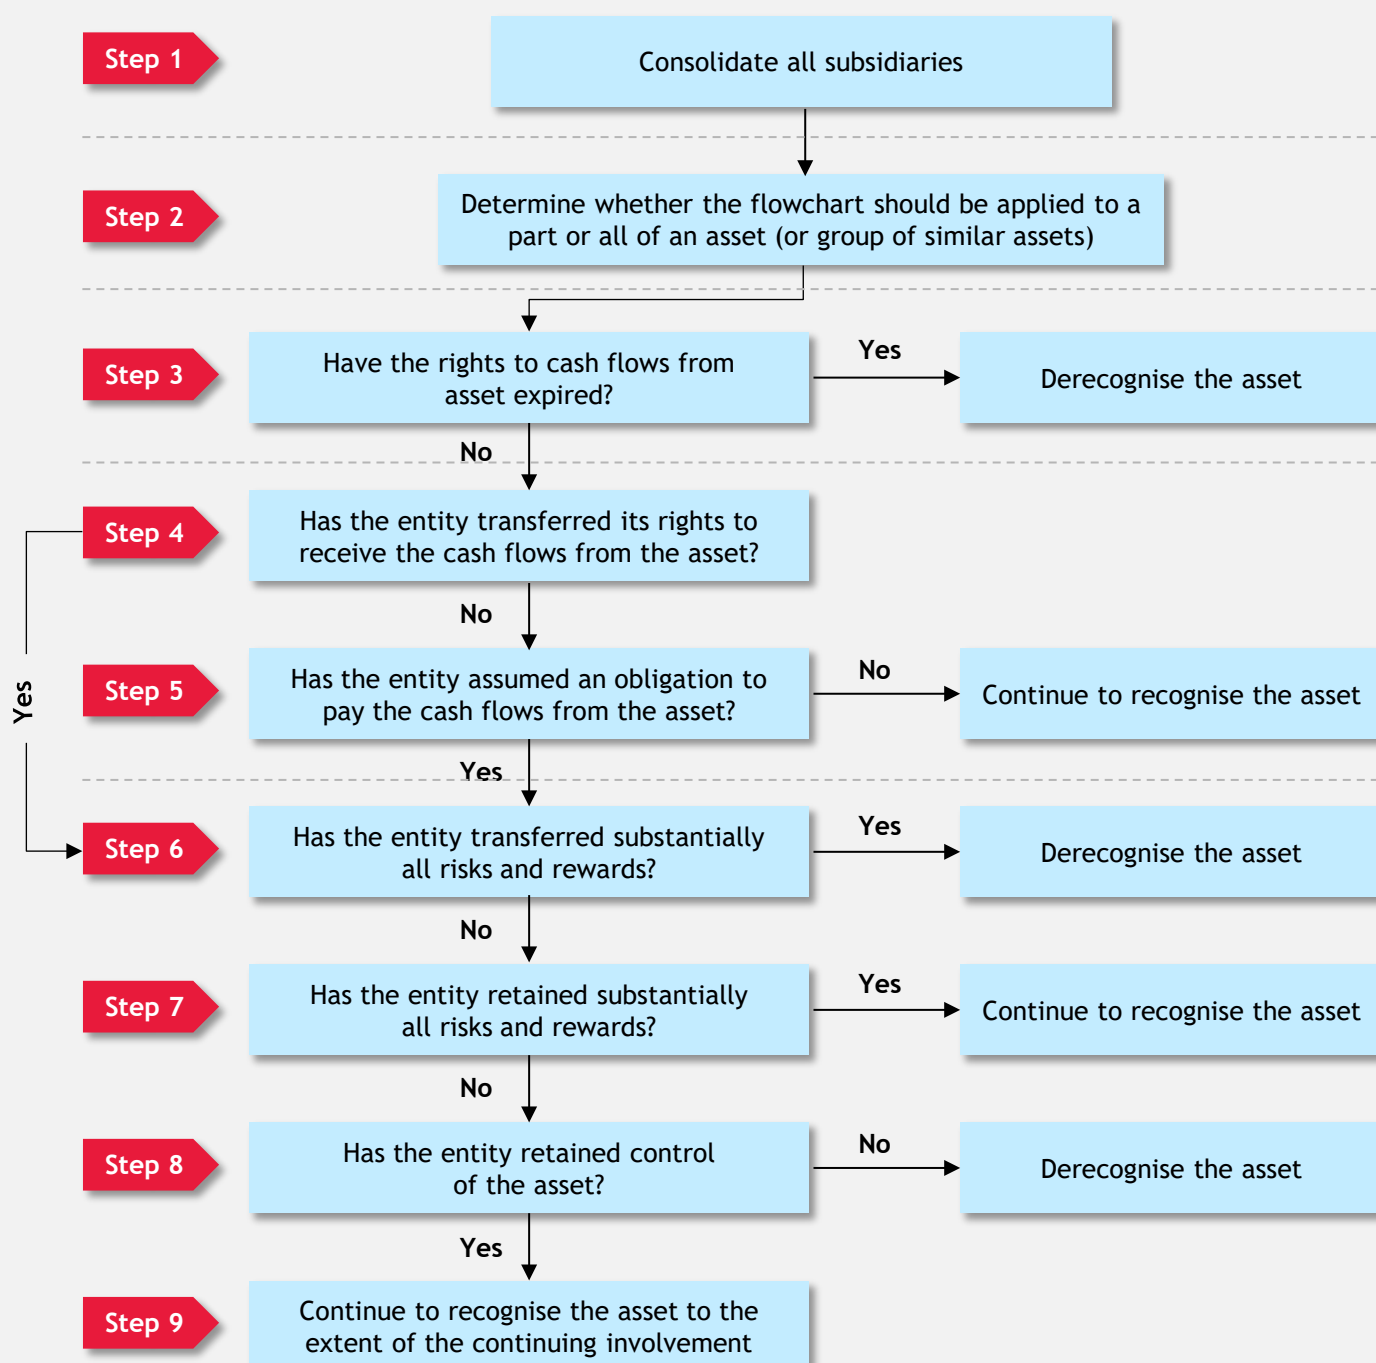 Step 1
Consolidate all subsidiaries
Step 2
Determine whether the flowchart should be applied to a
part or all of an asset (or group of similar assets)
Step 3
Have the rights to cash flows from
asset expired?
Yes
Derecognise the asset
No
Step 4
Has the entity transferred its rights to
receive the cash flows from the asset?
No
Yes
Step 5
Has the entity assumed an obligation to
pay the cash flows from the asset?
No
Continue to recognise the asset
Yes
Step 6
Has the entity transferred substantially
all risks and rewards?
Yes
Derecognise the asset
No
Step 7
Has the entity retained substantially
all risks and rewards?
Yes
Continue to recognise the asset
No
Step 8
Has the entity retained control
of the asset?
No
Derecognise the asset
Yes
Step 9
Continue to recognise the asset to the
extent of the continuing involvement